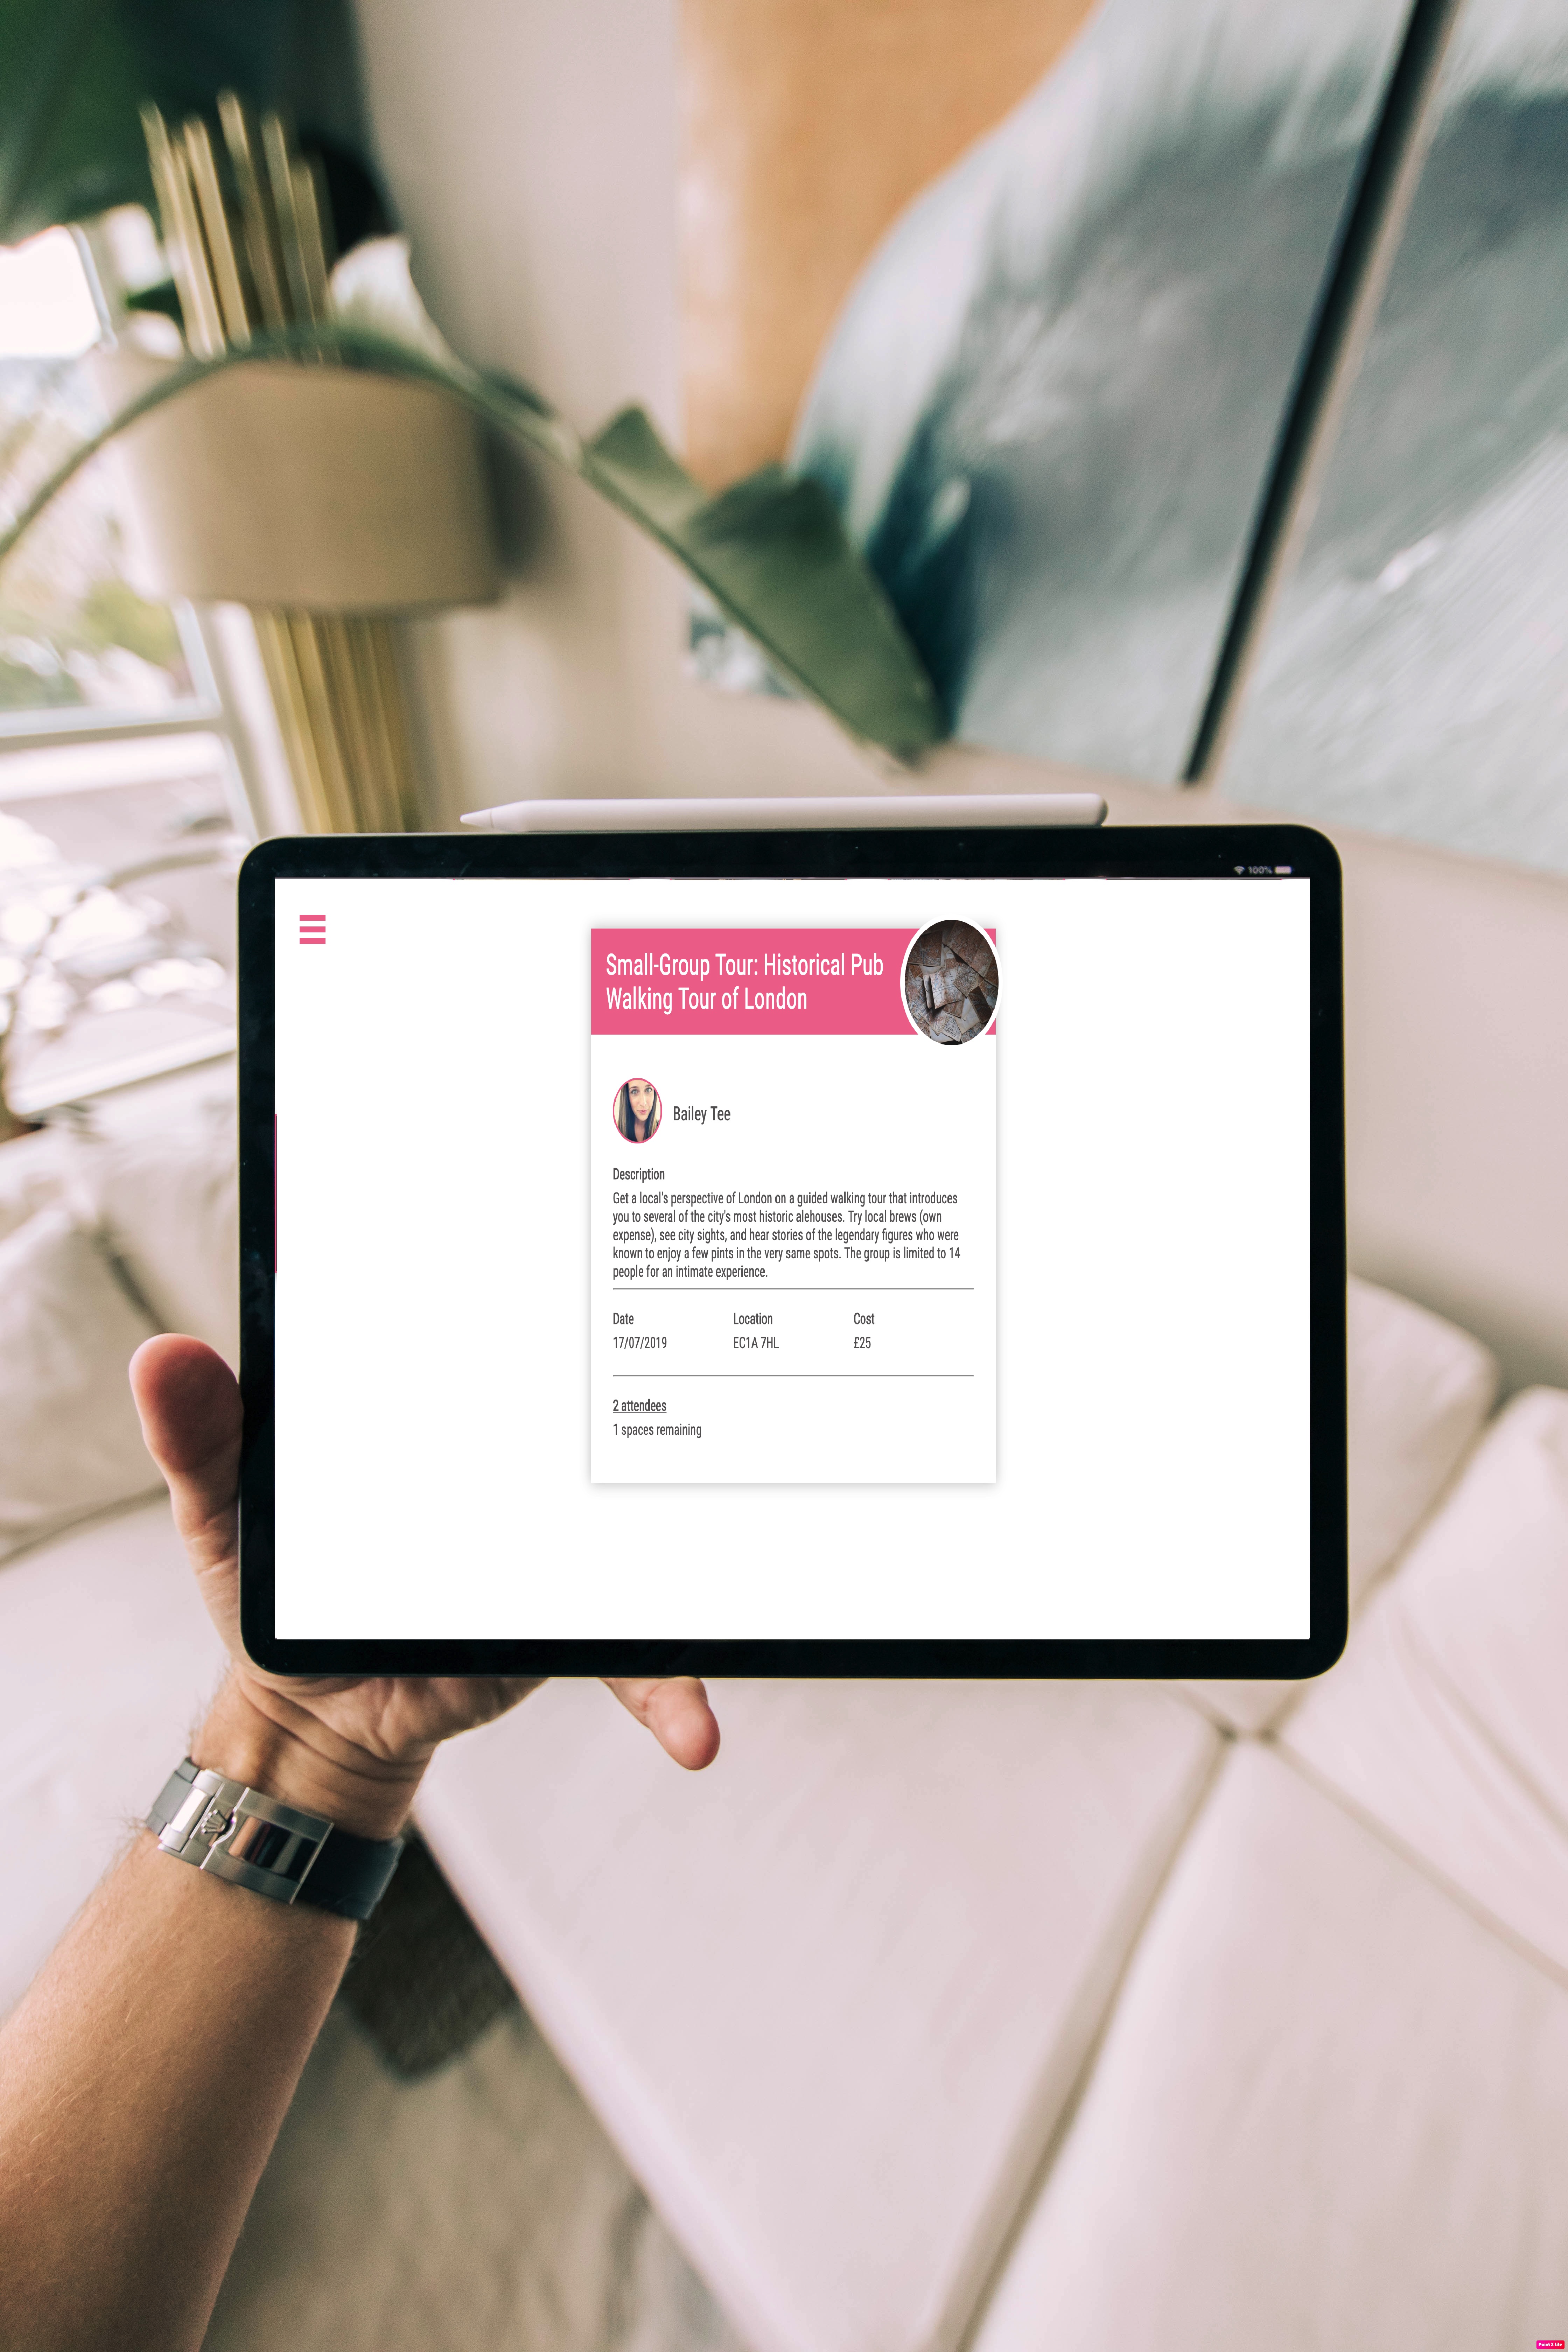 100%
Small-Group Tour: Historical Pub
Walking Tour of London
Bailey Tee
Description
Get a local's perspective of London on a guided walking tour that introduces
you to several of the city's most historic alehouses. Try local brews (own
expense), see city sights, and hear stories of the legendary figures who were
known to enjoy a few pints in the very same spots. The group is limited to 14
people for an intimate experience.
Date Location Cost
17/07/2019 EC1A 7HL £25
2 attendees
1 spaces remaining